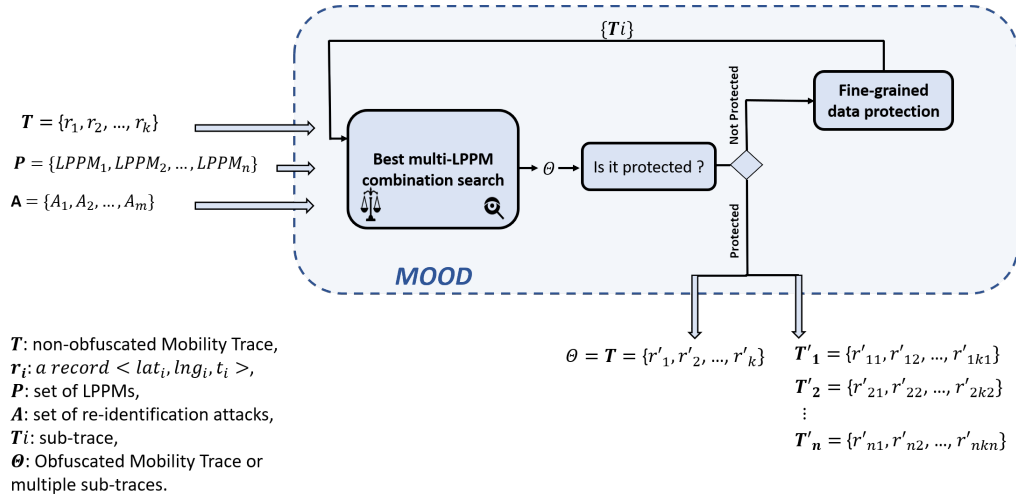 {Ti}
Not Protected
Fine-grained
data protection
T = {r₁, r₂, ..., rₖ}
P = {LPPM₁, LPPM₂, ..., LPPMₙ}
A = {A₁, A₂, ..., Aₘ}
Best multi-LPPM
combination search
Θ
Is it protected ?
Protected
MOOD
T: non-obfuscated Mobility Trace,
rᵢ: a record < latᵢ, lngᵢ, tᵢ >,
P: set of LPPMs,
A: set of re-identification attacks,
Ti: sub-trace,
Θ: Obfuscated Mobility Trace or
multiple sub-traces.
Θ = T = {r'₁, r'₂, ..., r'ₖ}
T'₁ = {r'₁₁, r'₁₂, ..., r'₁ₖ₁}
T'₂ = {r'₂₁, r'₂₂, ..., r'₂ₖ₂}
⋮
T'ₙ = {r'ₙ₁, r'ₙ₂, ..., r'ₙₖₙ}